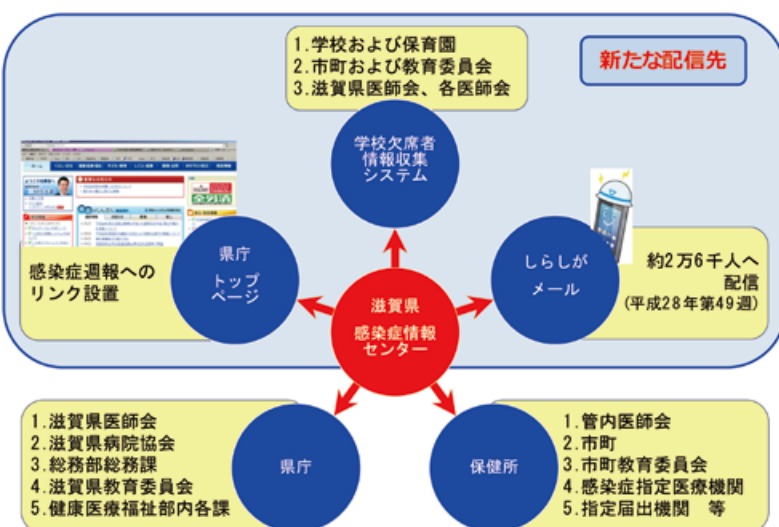 1.学校および保育園
2.市町および教育委員会
3.滋賀県医師会、各医師会
新たな配信先
学校欠席者
情報収集
システム
感染症週報への
リンク設置
県庁
トップ
ページ
しらしが
メール
約2万6千人へ
配信
(平成28年第49週)
滋賀県
感染症情報
センター
1.滋賀県医師会
2.滋賀県病院協会
3.総務部総務課
4.滋賀県教育委員会
5.健康医療福祉部内各課
県庁
保健所
1.管内医師会
2.市町
3.市町教育委員会
4.感染症指定医療機関
5.指定届出機関　等